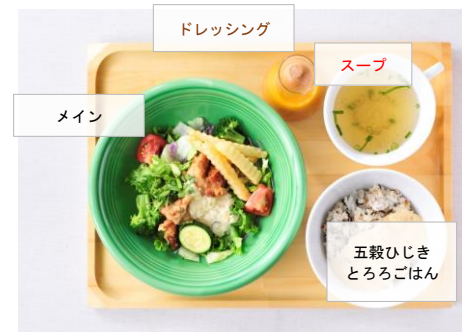 ドレッシング
スープ
メイン
五穀ひじき
とろろごはん